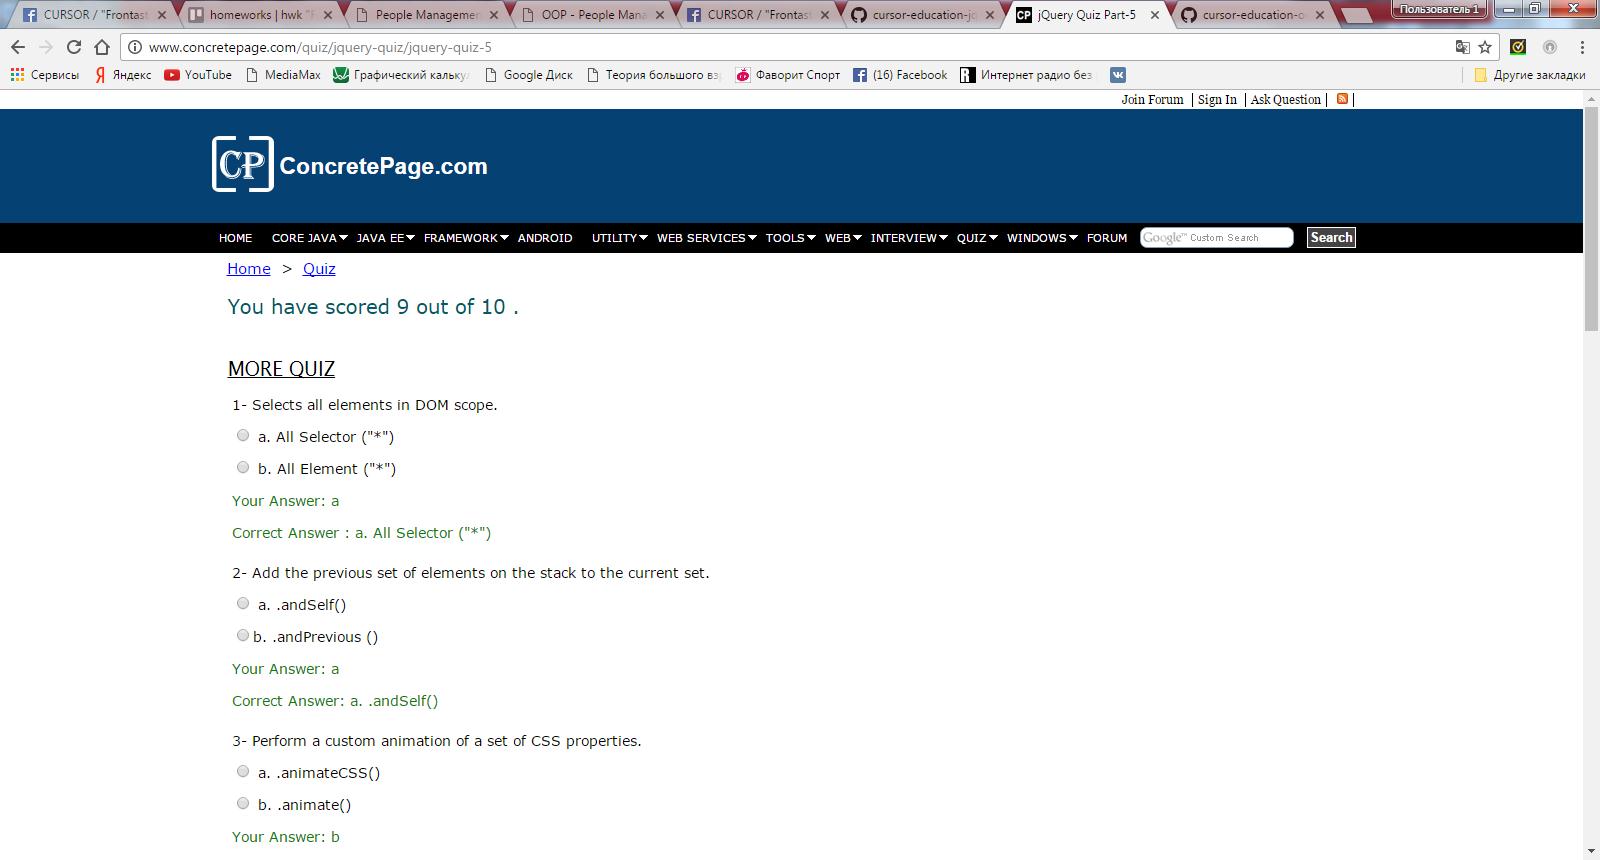 CURSOR / "Frontast
homeworks | hwk "F
People Managemen
OOP - People Mana
CURSOR / "Frontast
cursor-education-jq
jQuery Quiz Part-5
cursor-education-o
Пользователь 1
www.concretepage.com/quiz/jquery-quiz/jquery-quiz-5
Сервисы
Яндекс
YouTube
MediaMax
Графический кальку
Google Диск
Теория большого вз
Фаворит Спорт
(16) Facebook
Интернет радио без
Другие закладки
Join Forum | Sign In | Ask Question | |
CP ConcretePage.com
HOME CORE JAVA JAVA EE FRAMEWORK ANDROID UTILITY WEB SERVICES TOOLS WEB INTERVIEW QUIZ WINDOWS FORUM Google™ Custom Search Search
Home > Quiz
You have scored 9 out of 10 .
MORE QUIZ
1- Selects all elements in DOM scope.
a. All Selector ("*")
b. All Element ("*")
Your Answer: a
Correct Answer : a. All Selector ("*")
2- Add the previous set of elements on the stack to the current set.
a. .andSelf()
b. .andPrevious ()
Your Answer: a
Correct Answer: a. .andSelf()
3- Perform a custom animation of a set of CSS properties.
a. .animateCSS()
b. .animate()
Your Answer: b